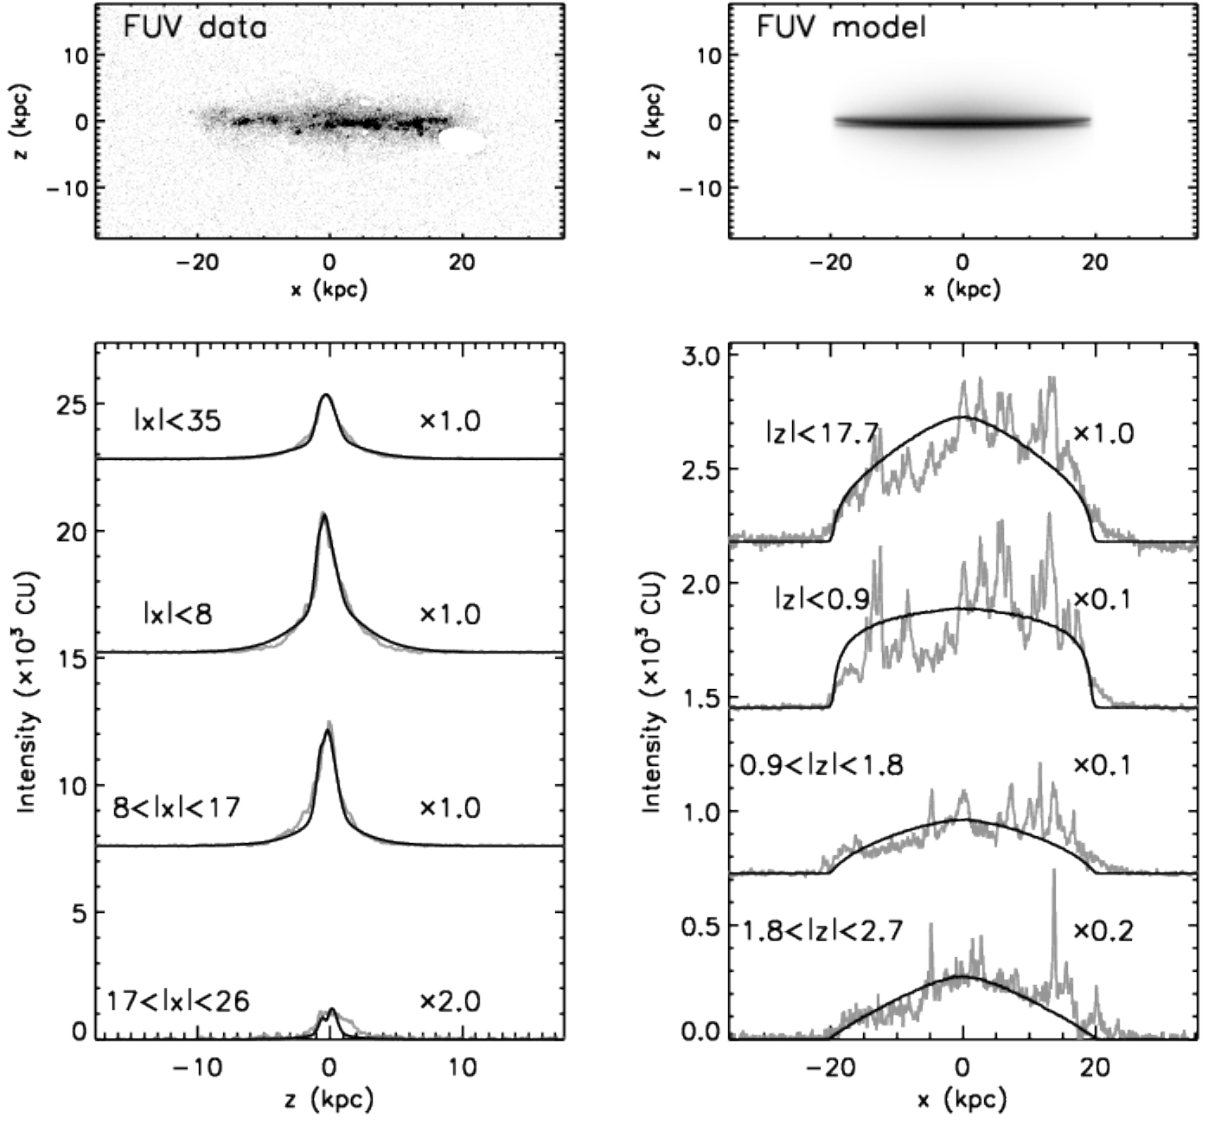 FUV data
10
0
−10
z (kpc)
−20 0 20
x (kpc)
FUV model
10
0
−10
z (kpc)
−20 0 20
x (kpc)
25
20
15
10
5
0
Intensity (×10³ CU)
|x|<35 ×1.0
|x|<8 ×1.0
8<|x|<17 ×1.0
17<|x|<26 ×2.0
−10 0 10
z (kpc)
3.0
2.5
2.0
1.5
1.0
0.5
0.0
Intensity (×10³ CU)
|z|<17.7 ×1.0
|z|<0.9 ×0.1
0.9<|z|<1.8 ×0.1
1.8<|z|<2.7 ×0.2
−20 0 20
x (kpc)